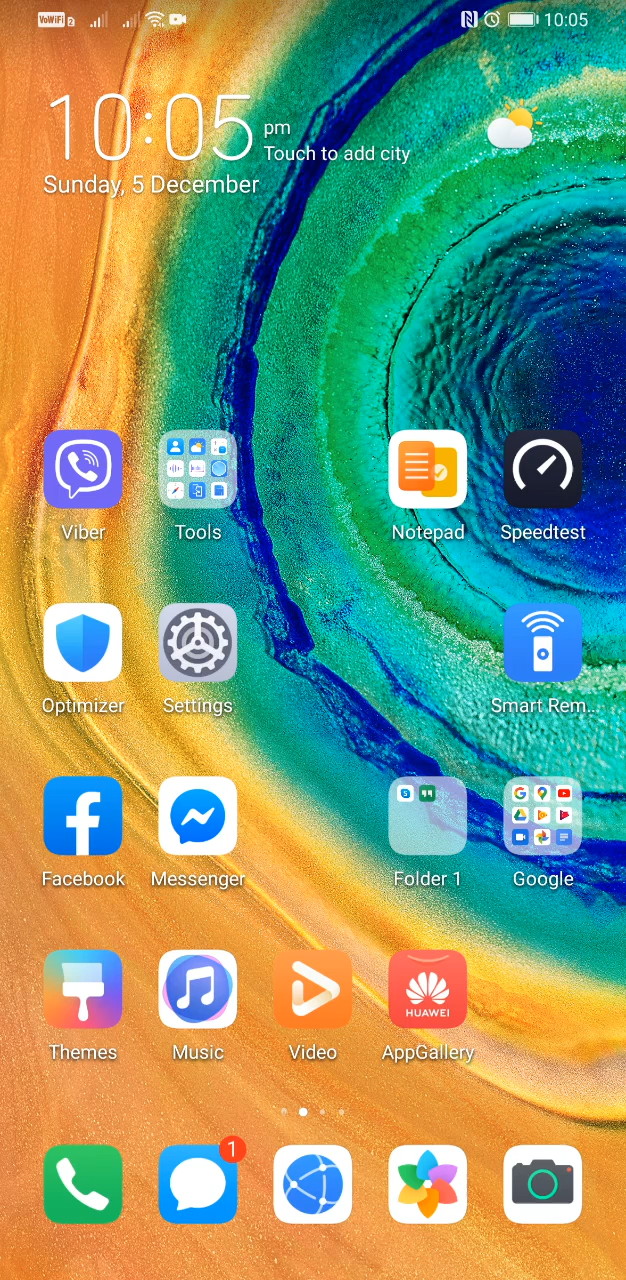 VoWiFi 2
10:05
10:05 pm
Touch to add city
Sunday, 5 December
Viber
Tools
Notepad
Speedtest
Optimizer
Settings
Smart Rem...
Facebook
Messenger
Folder 1
Google
HUAWEI
Themes
Music
Video
AppGallery
1